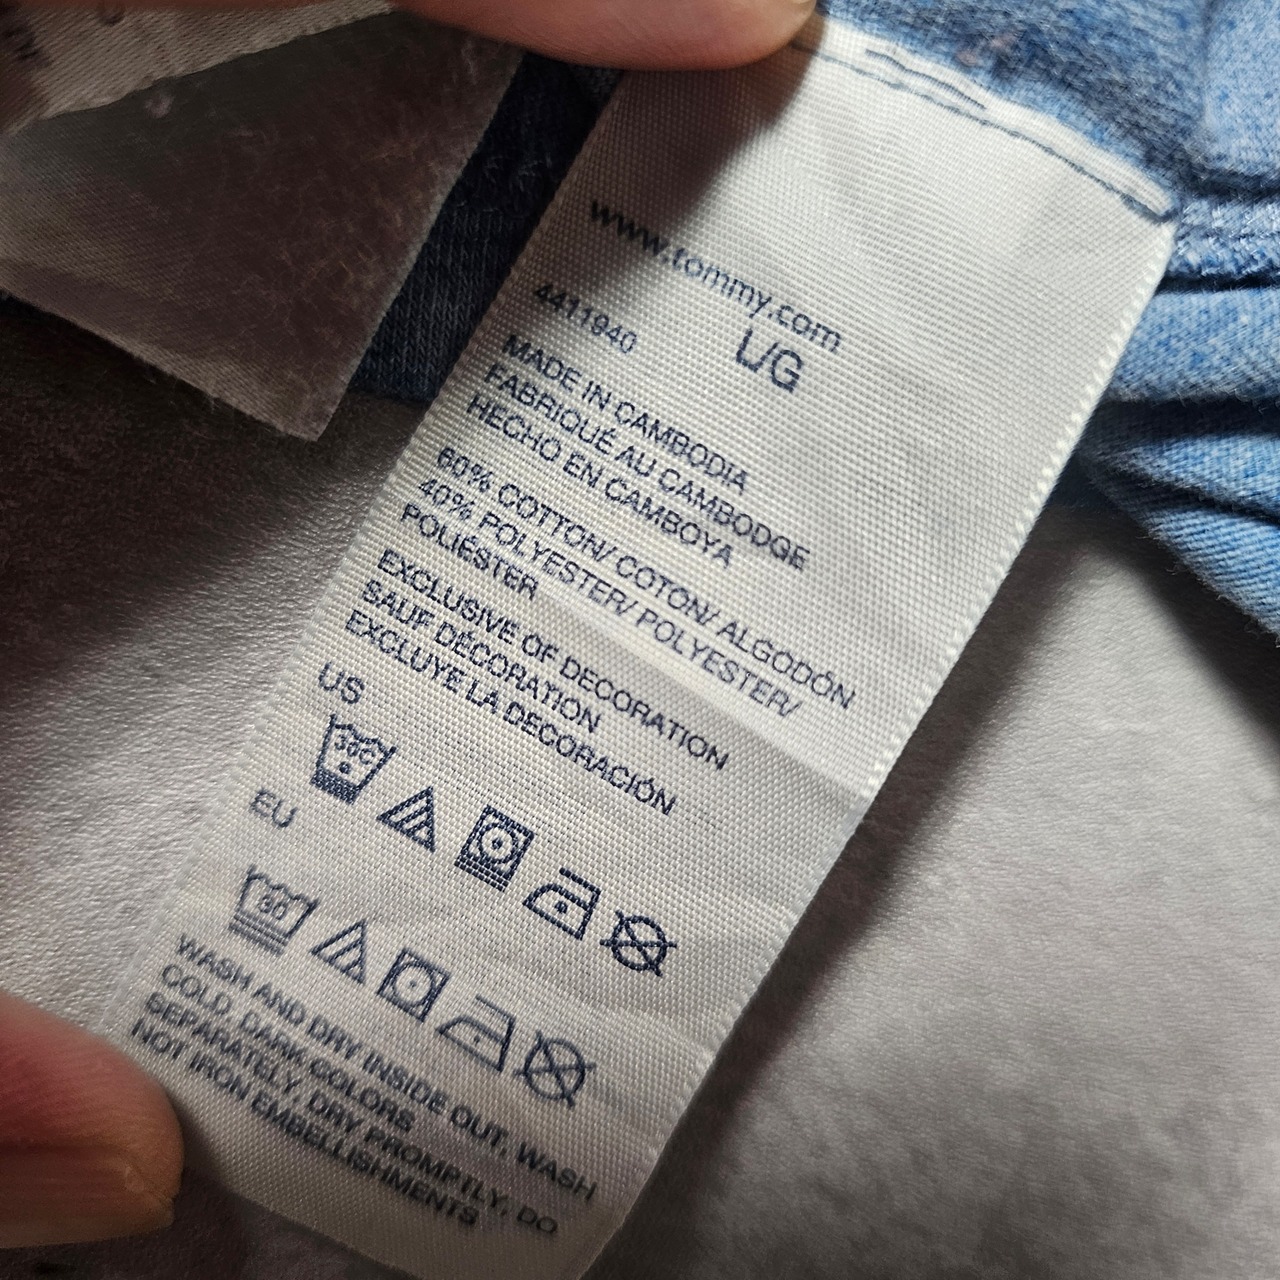 www.tommy.com
4411940 L/G
MADE IN CAMBODIA
FABRIQUÉ AU CAMBODGE
HECHO EN CAMBOYA
60% COTTON/ COTON/ ALGODÓN
40% POLYESTER/ POLYESTER/
POLIÉSTER
EXCLUSIVE OF DECORATION
SAUF DÉCORATION
EXCLUYE LA DECORACIÓN
US
30C
EU
30
WASH AND DRY INSIDE OUT, WASH
COLD, DARK COLORS
SEPARATELY, DRY PROMPTLY, DO
NOT IRON EMBELLISHMENTS